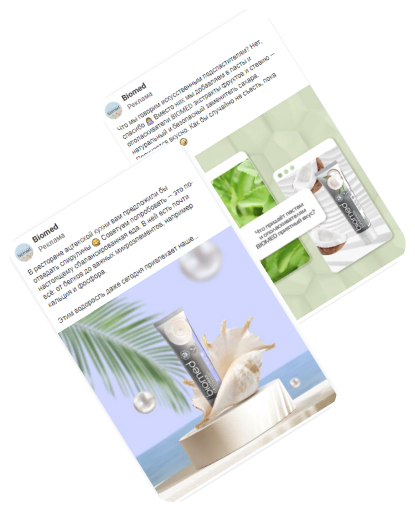 Biomed
Реклама
Что мы говорим искусственным подсластителям? Нет,
спасибо Вместо них мы добавляем в пасты и
ополаскиватели BIOMED экстракты фруктов и стевию –
натуральный и безопасный заменитель сахара.
вкусно. Как бы случайно не съесть, пока
Что придаёт пастам
и ополаскивателям
BIOMED приятный вкус?
biomed
Biomed
Реклама
В ресторане ацтекской кухни вам предложили бы
отведать спирулины Советуем попробовать – это по-
настоящему сбалансированная еда. В ней есть почти
всё: от белков до важных микроэлементов, например
кальция и фосфора.
Этим водоросль даже сегодня привлекает наше...
biomed